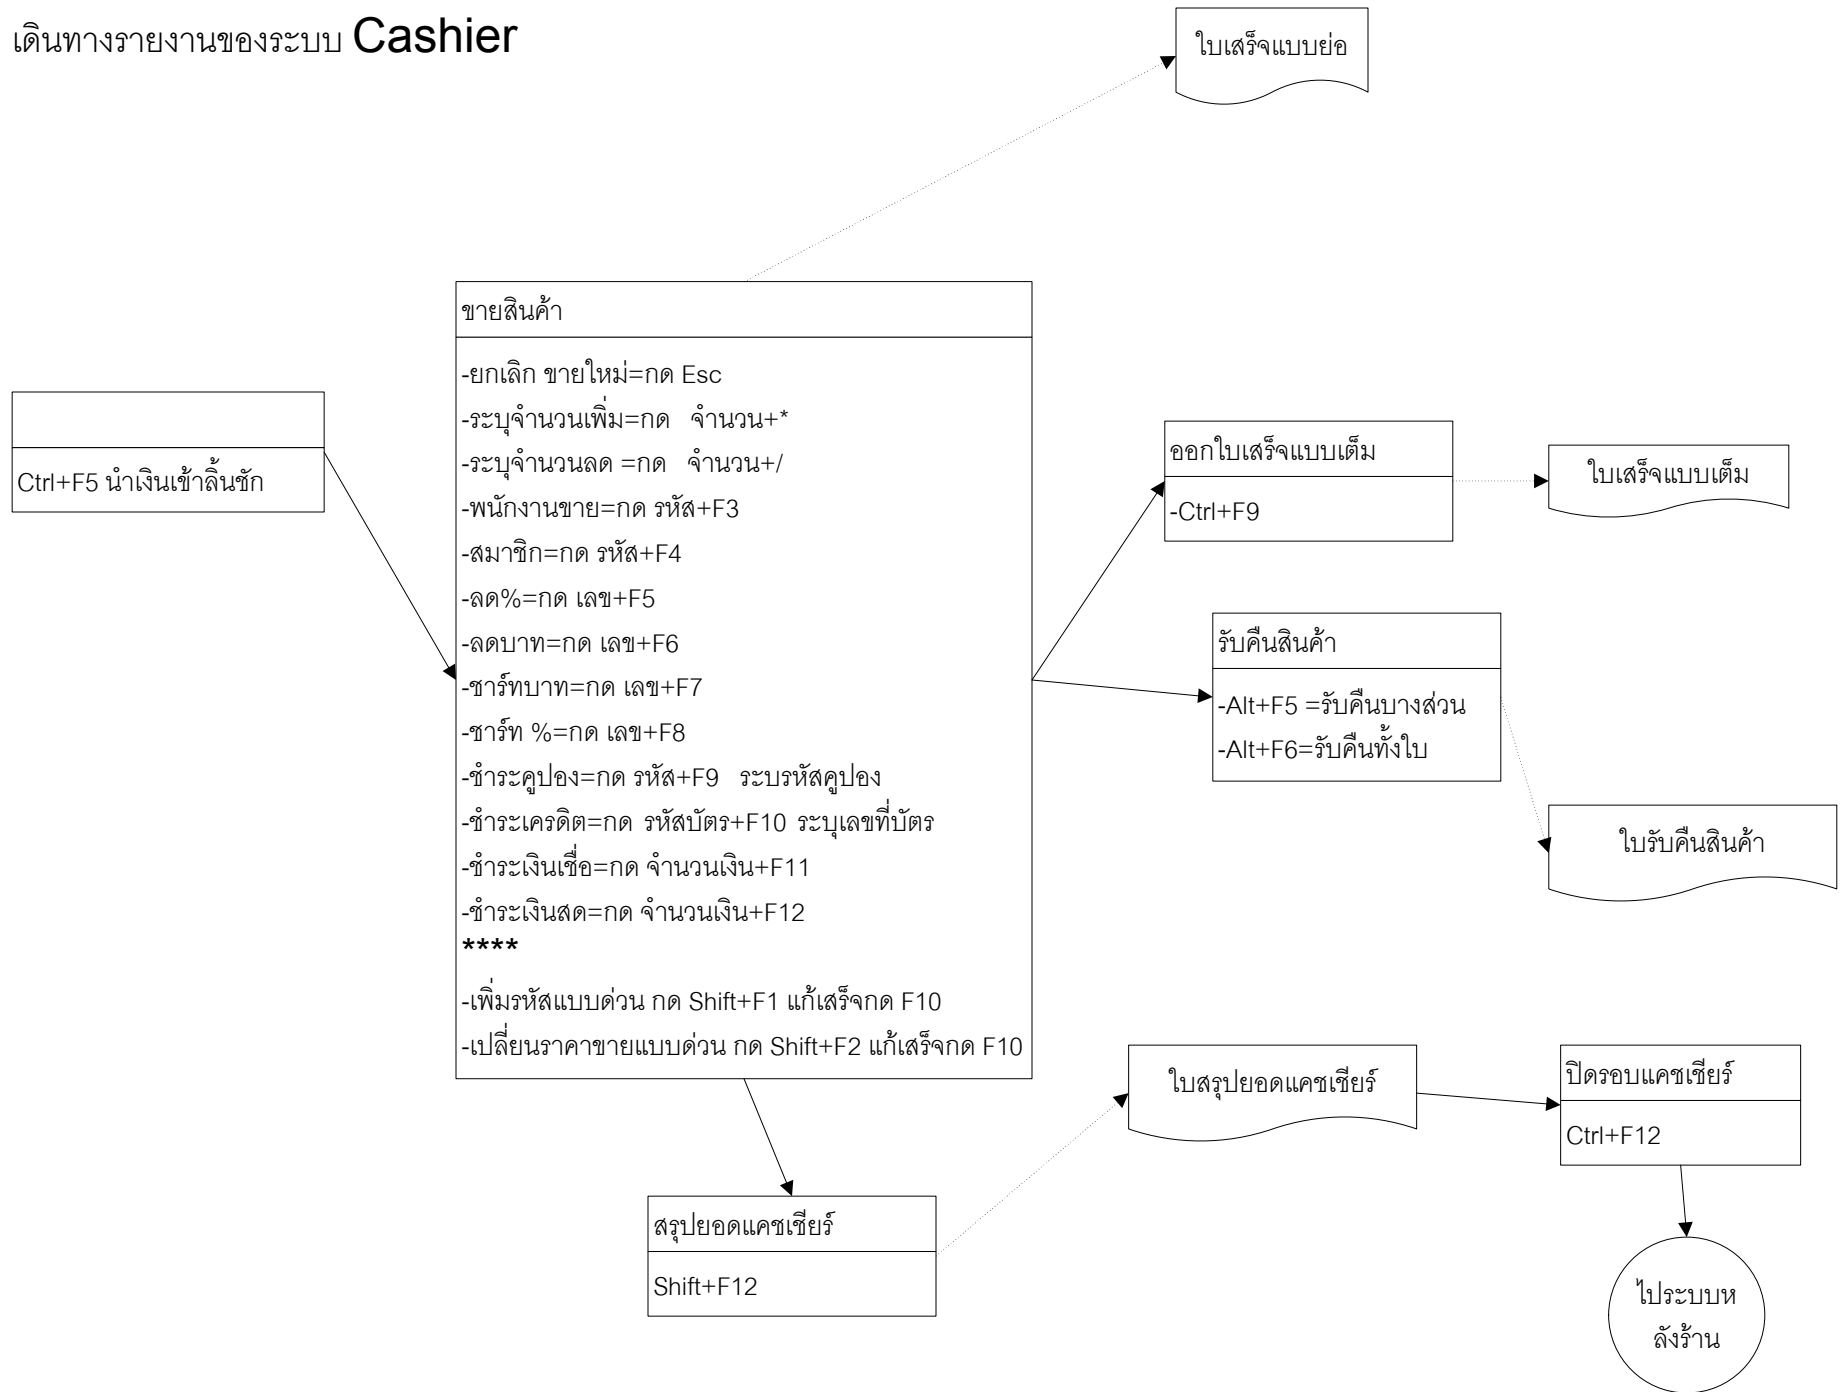 เดินทางรายงานของระบบ Cashier
ใบเสร็จแบบย่อ
Ctrl+F5 นำเงินเข้าลิ้นชัก
ขายสินค้า
-ยกเลิก ขายใหม่=กด Esc
-ระบุจำนวนเพิ่ม=กด จำนวน+*
-ระบุจำนวนลด =กด จำนวน+/
-พนักงานขาย=กด รหัส+F3
-สมาชิก=กด รหัส+F4
-ลด%=กด เลข+F5
-ลดบาท=กด เลข+F6
-ชาร์ทบาท=กด เลข+F7
-ชาร์ท %=กด เลข+F8
-ชำระคูปอง=กด รหัส+F9 ระบรหัสคูปอง
-ชำระเครดิต=กด รหัสบัตร+F10 ระบุเลขที่บัตร
-ชำระเงินเชื่อ=กด จำนวนเงิน+F11
-ชำระเงินสด=กด จำนวนเงิน+F12
****
-เพิ่มรหัสแบบด่วน กด Shift+F1 แก้เสร็จกด F10
-เปลี่ยนราคาขายแบบด่วน กด Shift+F2 แก้เสร็จกด F10
ออกใบเสร็จแบบเต็ม
-Ctrl+F9
ใบเสร็จแบบเต็ม
รับคืนสินค้า
-Alt+F5 =รับคืนบางส่วน
-Alt+F6=รับคืนทั้งใบ
ใบรับคืนสินค้า
สรุปยอดแคชเชียร์
Shift+F12
ใบสรุปยอดแคชเชียร์
ปิดรอบแคชเชียร์
Ctrl+F12
ไประบบห
ลังร้าน